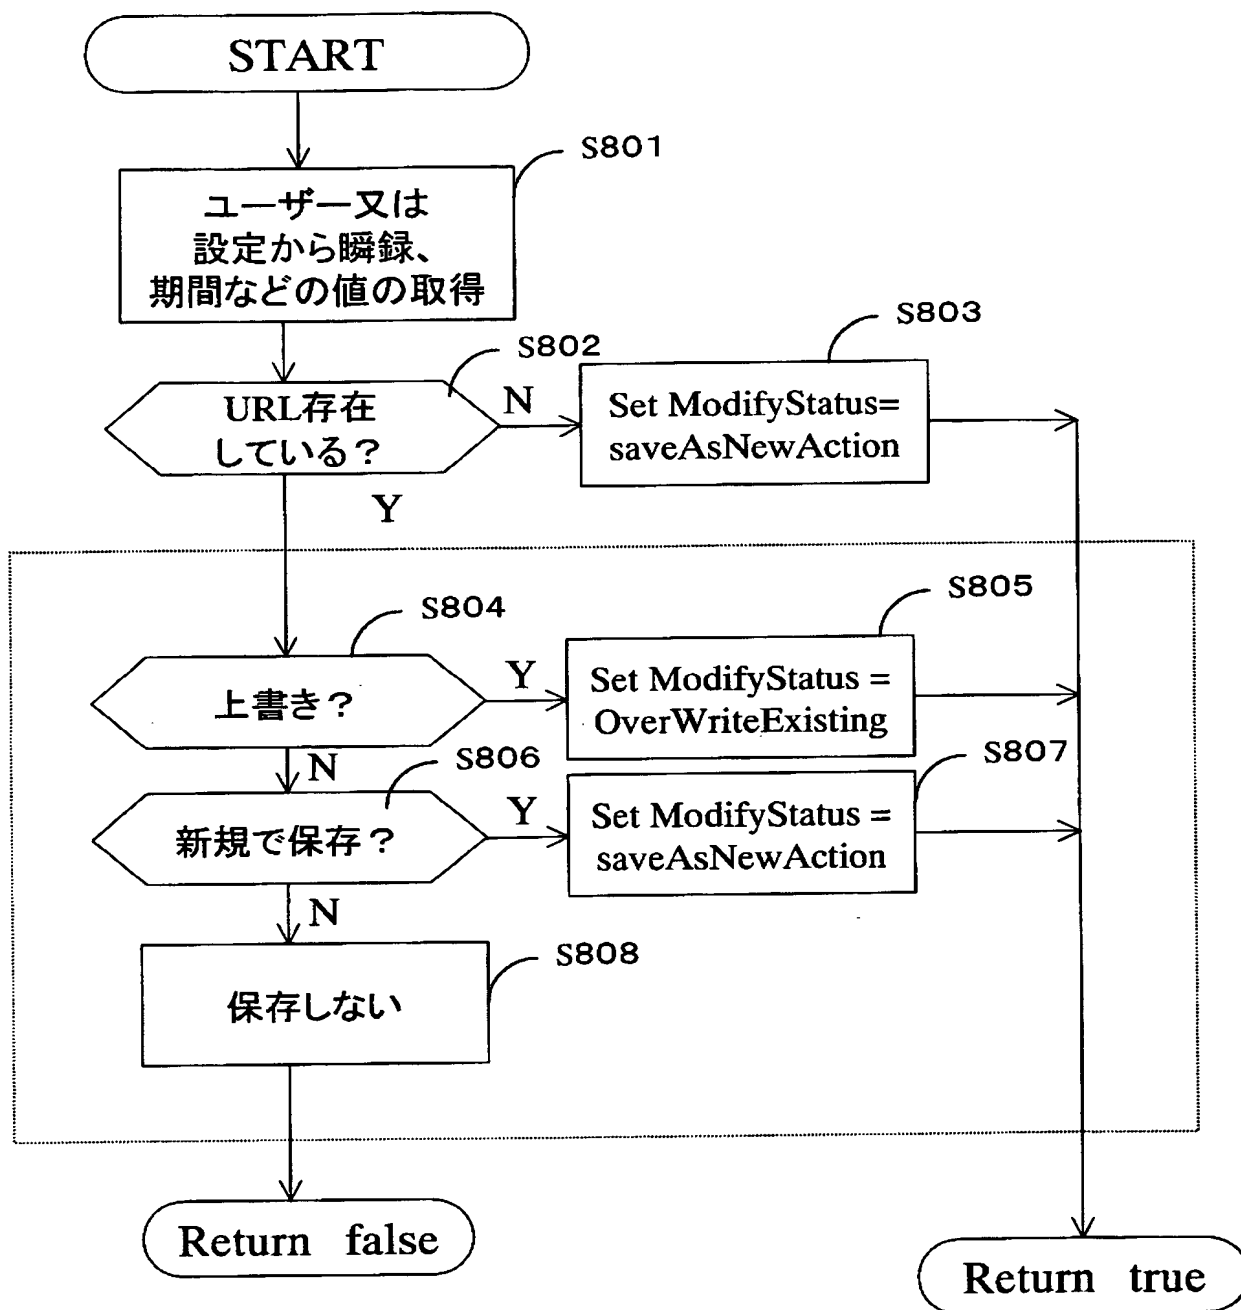 START
S801
ユーザー又は
設定から瞬録、
期間などの値の取得
S802
S803
URL存在
している？
N
Set ModifyStatus=
saveAsNewAction
Y
S804
S805
上書き？
Y
Set ModifyStatus =
OverWriteExisting
N
S806
S807
新規で保存？
Y
Set ModifyStatus =
saveAsNewAction
N
S808
保存しない
Return false
Return true